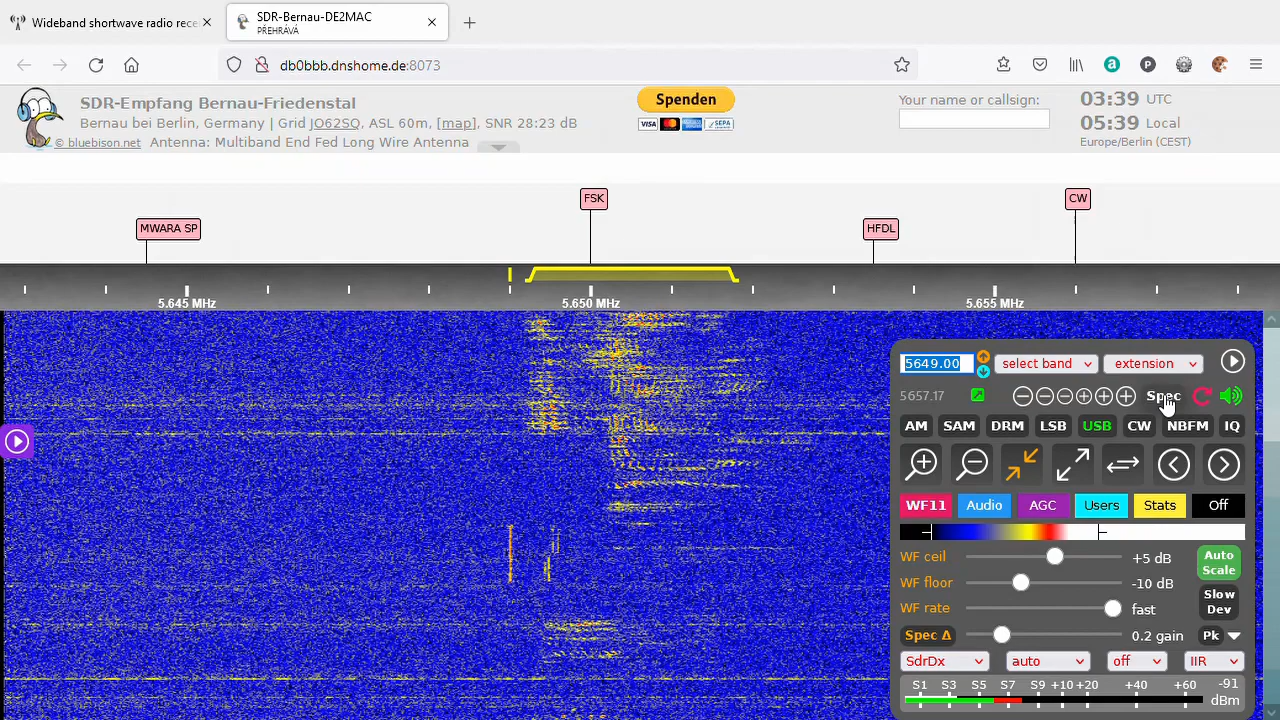 Wideband shortwave radio rece
SDR-Bernau-DE2MAC
PŘEHRÁVÁ
db0bbb.dnshome.de:8073
SDR-Empfang Bernau-Friedenstal
Bernau bei Berlin, Germany | Grid JO62SQ, ASL 60m. [map], SNR 28:23 dB
© bluebison.net Antenna: Multiband End Fed Long Wire Antenna
Spenden
VISA SEPA
Your name or callsign:
03:39 UTC
05:39 Local
Europe/Berlin (CEST)
FSK CW
MWARA SP HFDL
5.645 MHz 5.650 MHz 5.655 MHz
5649.00 select band extension
5657.17 Spec
AM SAM DRM LSB USB CW NBFM IQ
WF11 Audio AGC Users Stats Off
WF ceil +5 dB Auto Scale
WF floor -10 dB
WF rate fast Slow Dev
Spec Δ 0.2 gain Pk
SdrDx auto off IIR
S1 S3 S5 S7 S9 +10 +20 +40 +60 -91
dBm